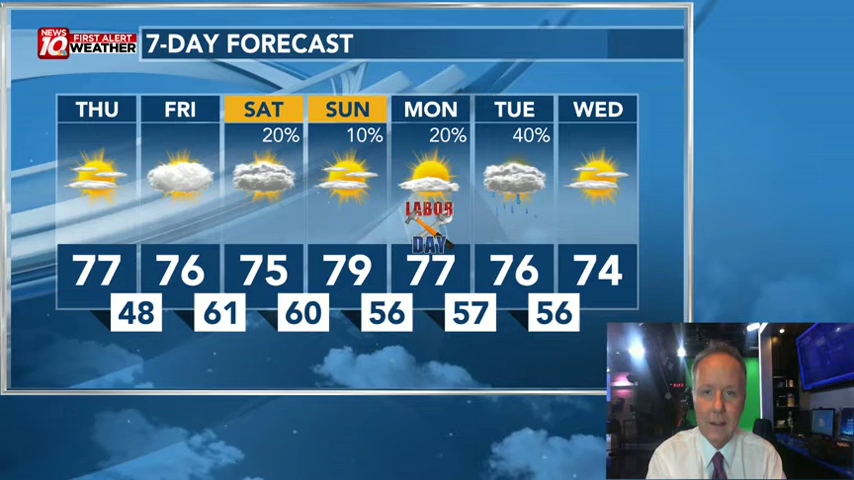 NEWS
10
FIRST ALERT
WEATHER
7-DAY FORECAST
THU FRI SAT SUN MON TUE WED
20% 10% 20% 40%
LABOR
DAY
77 76 75 79 77 76 74
48 61 60 56 57 56